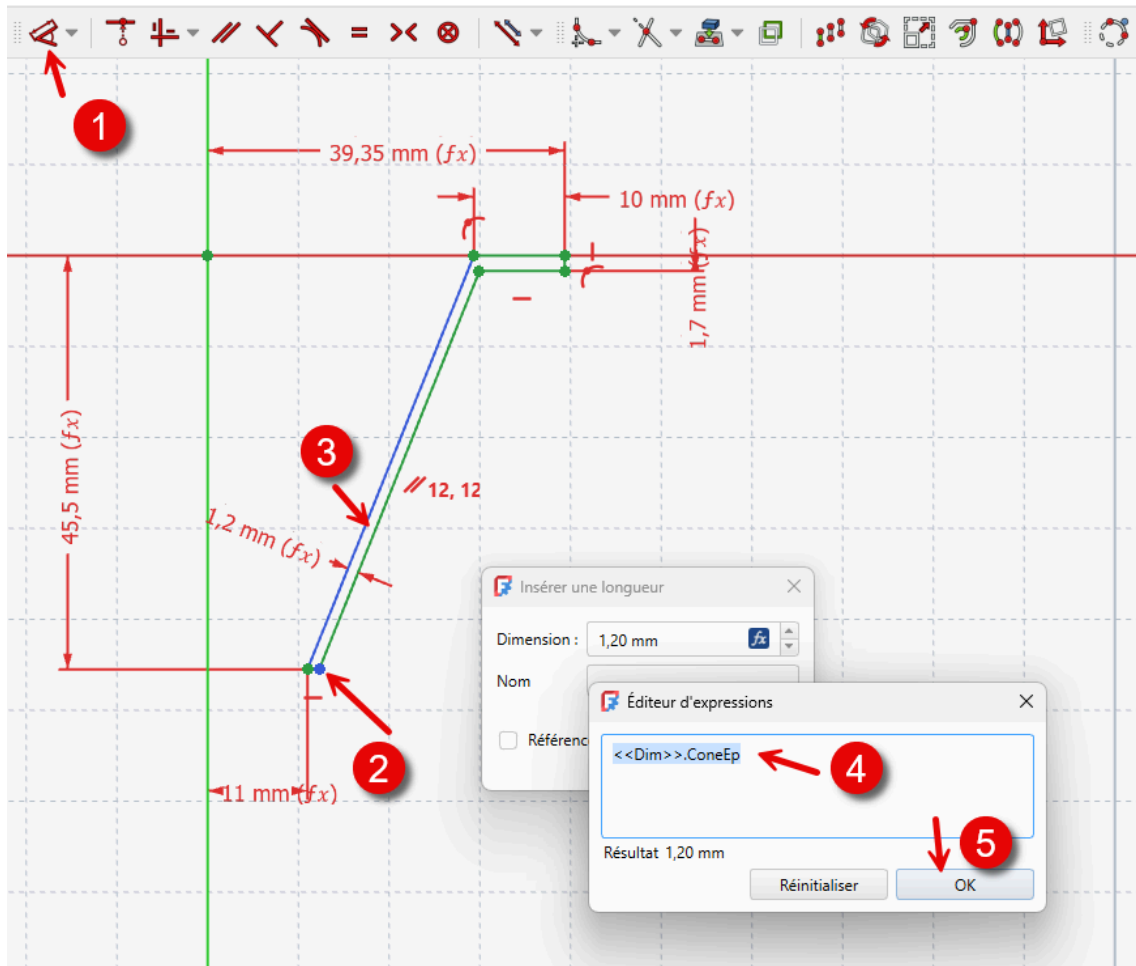 1
39,35 mm (fx)
10 mm (fx)
1,7 mm (fx)
45,5 mm (fx)
3
12, 12
1,2 mm (fx)
Insérer une longueur
Dimension : 1,20 mm fx
Nom
Éditeur d'expressions
Référenc
<<Dim>>.ConeEp
4
2
11 mm (fx)
5
Résultat 1,20 mm
Réinitialiser
OK